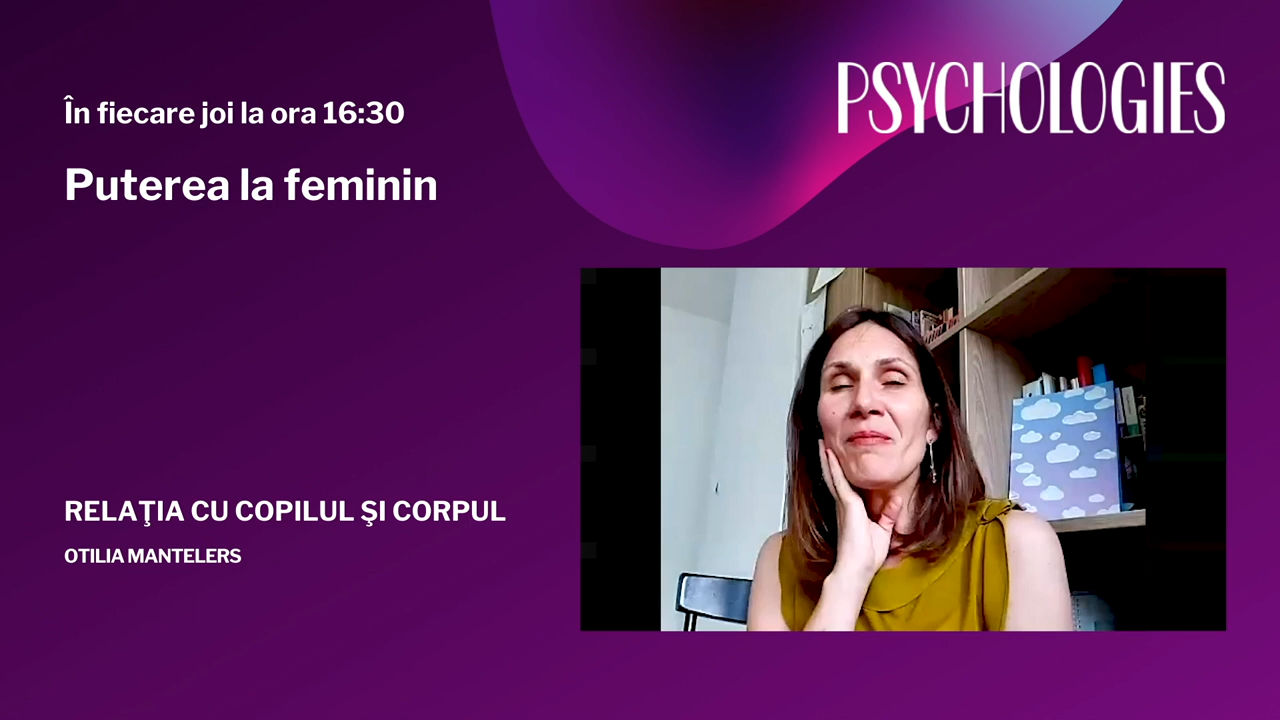 În fiecare joi la ora 16:30
Puterea la feminin
PSYCHOLOGIES
RELAŢIA CU COPILUL ŞI CORPUL
OTILIA MANTELERS